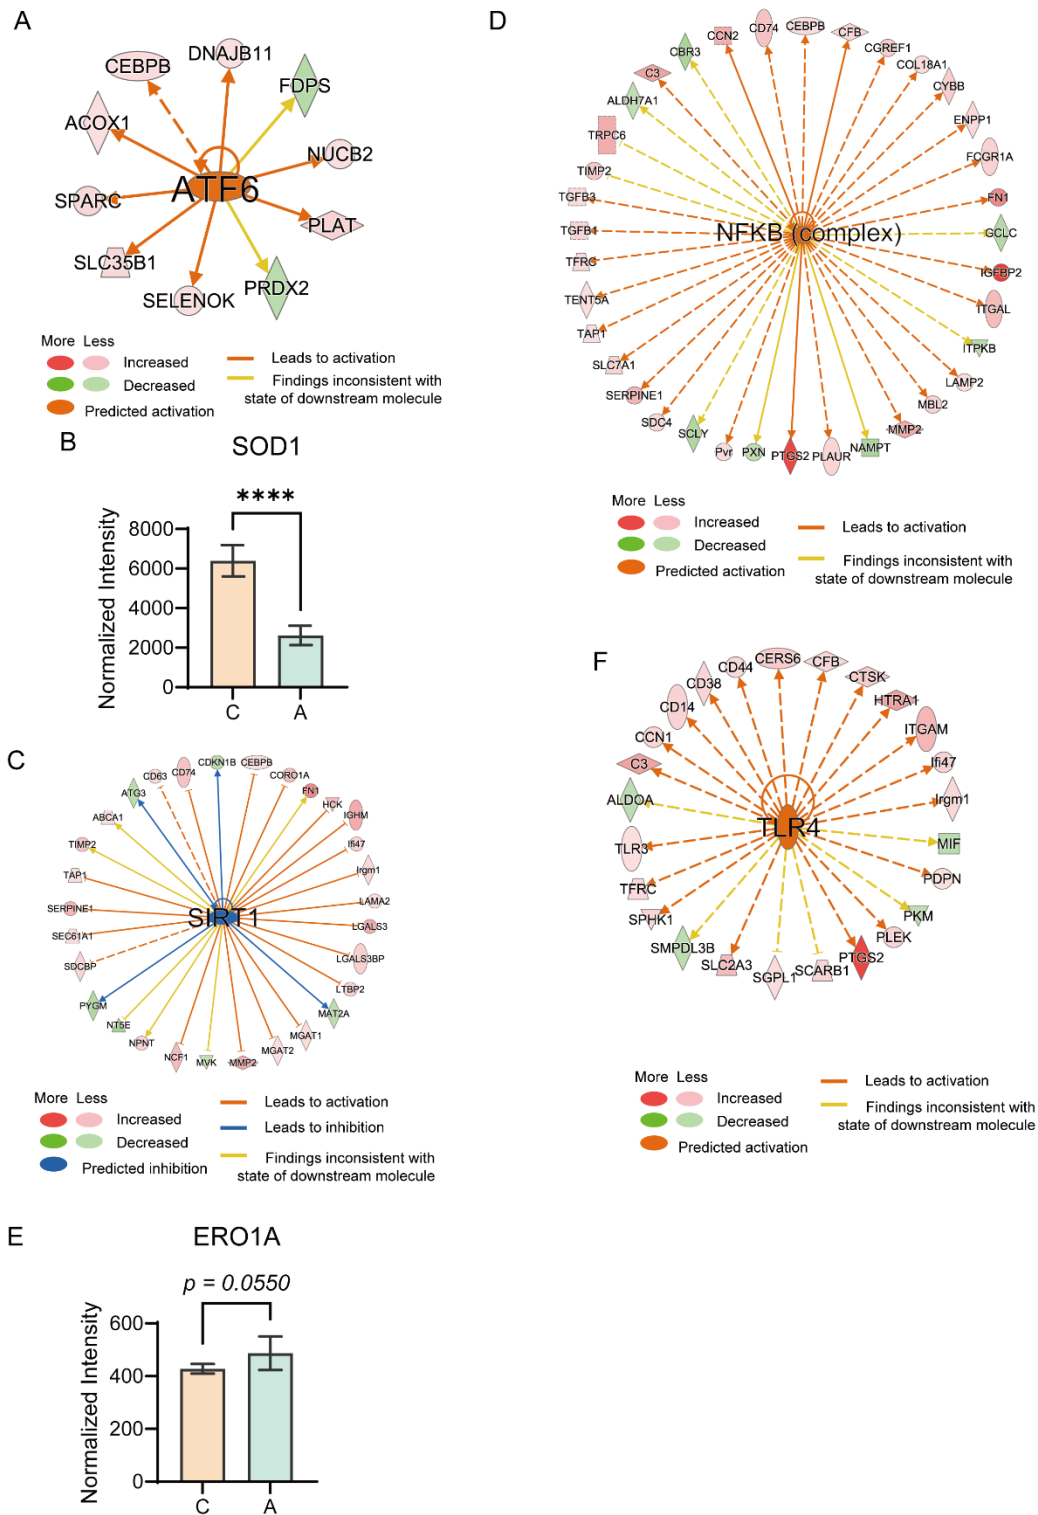 A
DNAJB11
CEBPB
FDPS
ACOX1
NUCB2
ATF6
SPARC
PLAT
SLC35B1
SELENOK
PRDX2
More Less
Increased
Decreased
Predicted activation
Leads to activation
Findings inconsistent with
state of downstream molecule
B
SOD1
****
Normalized Intensity
8000
6000
4000
2000
0
C A
C
CDKN1B
CEBPB
CD74
CD63
CORO1A
ATG3
FN1
HCK
ABCA1
IGHM
TIMP2
Ifi47
TAP1
Irgm1
SERPINE1
LAMA2
SIRT1
LGALS3
SEC61A1
LGALS3BP
SDCBP
LTBP2
PYGM
MAT2A
NT5E
MGAT1
NPNT
MGAT2
NCF1
MVK
MMP2
More Less
Increased
Decreased
Predicted inhibition
Leads to activation
Leads to inhibition
Findings inconsistent with
state of downstream molecule
E
ERO1A
p = 0.0550
Normalized Intensity
600
400
200
0
C A
D
CD74
CEBPB
CFB
CCN2
CGREF1
CBR3
COL18A1
C3
CYBB
ALDH7A1
ENPP1
TRPC6
FCGR1A
TIMP2
TGFB3
FN1
TGFB1
NFKB (complex)
GCLC
TFRC
IGFBP2
TENT5A
ITGAL
TAP1
ITPKB
SLC7A1
LAMP2
SERPINE1
MBL2
SDC4
MMP2
SCLY
NAMPT
Pvr
PXN
PTGS2
PLAUR
More Less
Increased
Decreased
Predicted activation
Leads to activation
Findings inconsistent with
state of downstream molecule
F
CERS6
CFB
CD44
CTSK
CD38
HTRA1
CD14
ITGAM
CCN1
Ifi47
C3
Irgm1
ALDOA
TLR4
MIF
TLR3
PDPN
TFRC
PKM
SPHK1
PLEK
SMPDL3B
PTGS2
SLC2A3
SCARB1
SGPL1
More Less
Increased
Decreased
Predicted activation
Leads to activation
Findings inconsistent with
state of downstream molecule